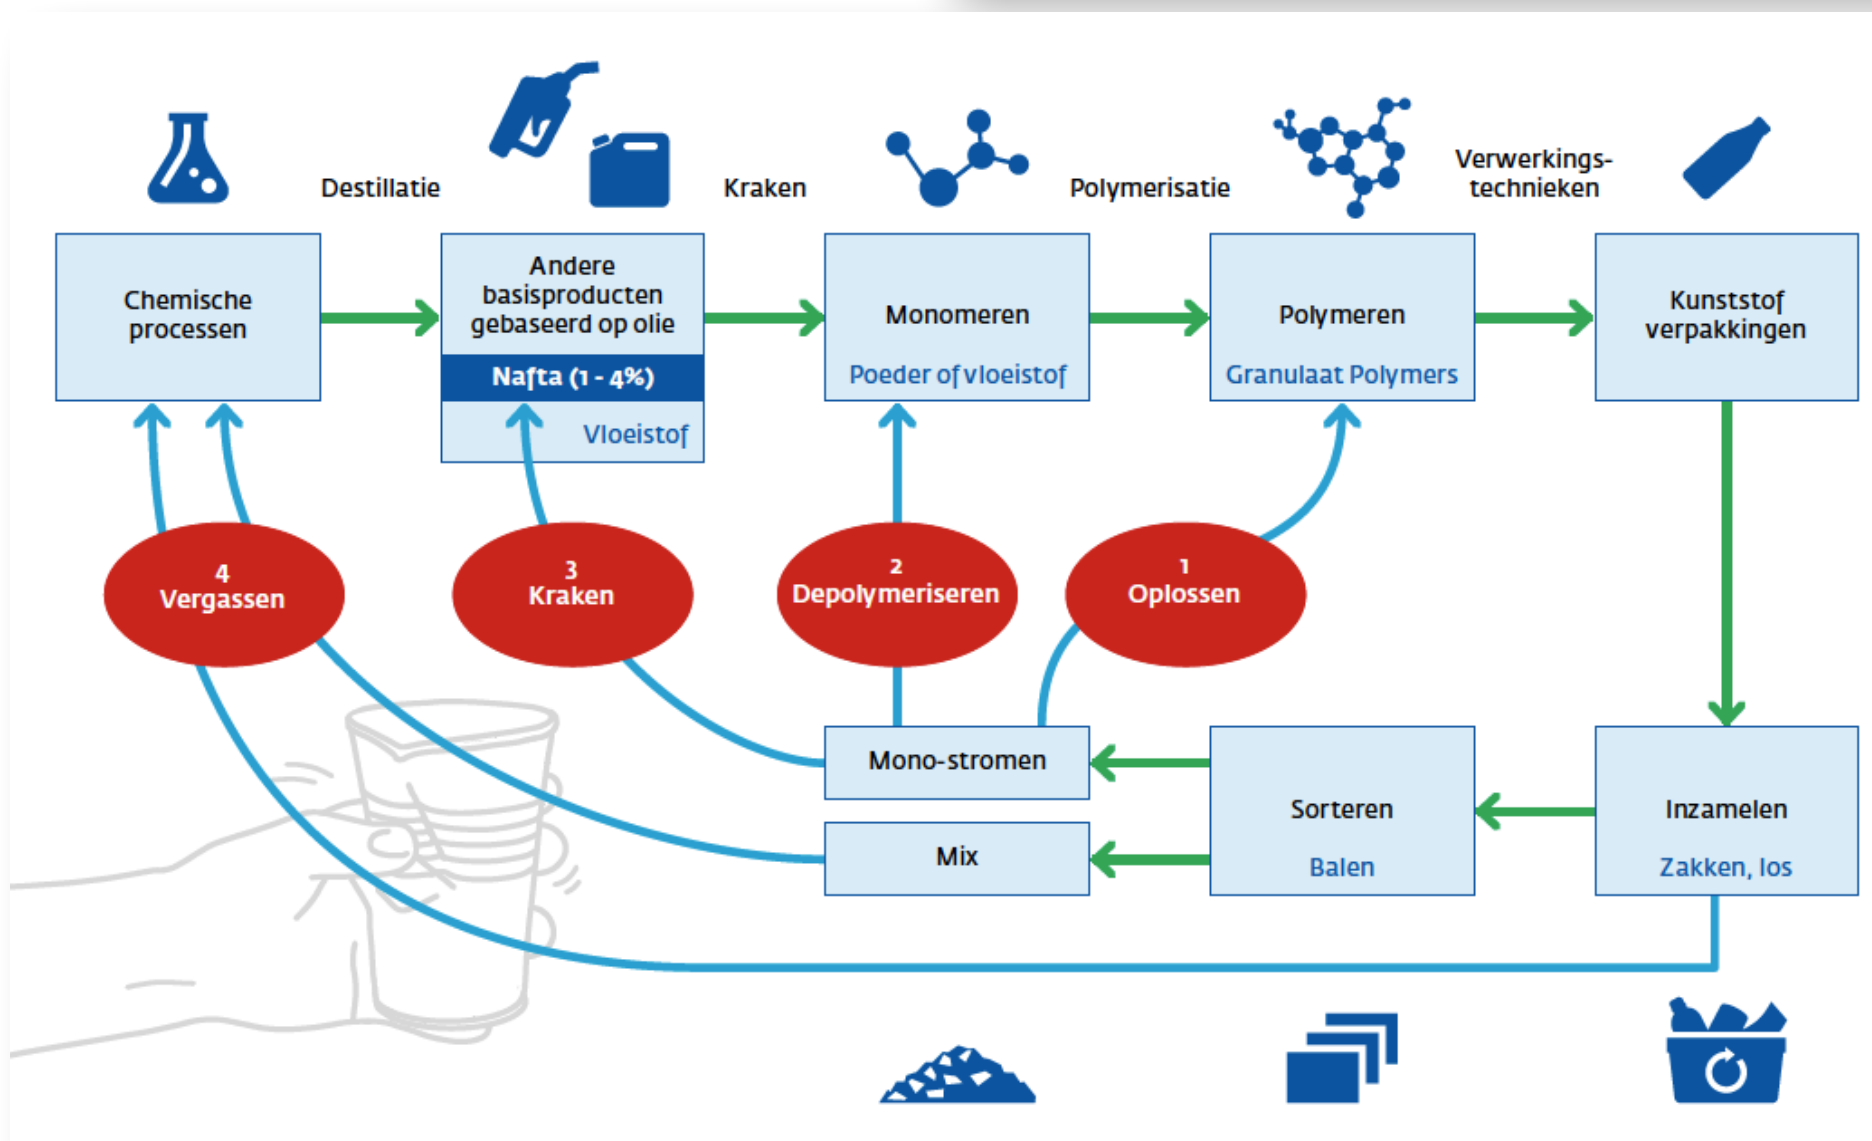 Destillatie
Kraken
Polymerisatie
Verwerkings-
technieken
Chemische
processen
Andere
basisproducten
gebaseerd op olie
Nafta (1 - 4%)
Vloeistof
Monomeren
Poeder of vloeistof
Polymeren
Granulaat Polymers
Kunststof
verpakkingen
4
Vergassen
3
Kraken
2
Depolymeriseren
1
Oplossen
Mono-stromen
Mix
Sorteren
Balen
Inzamelen
Zakken, los